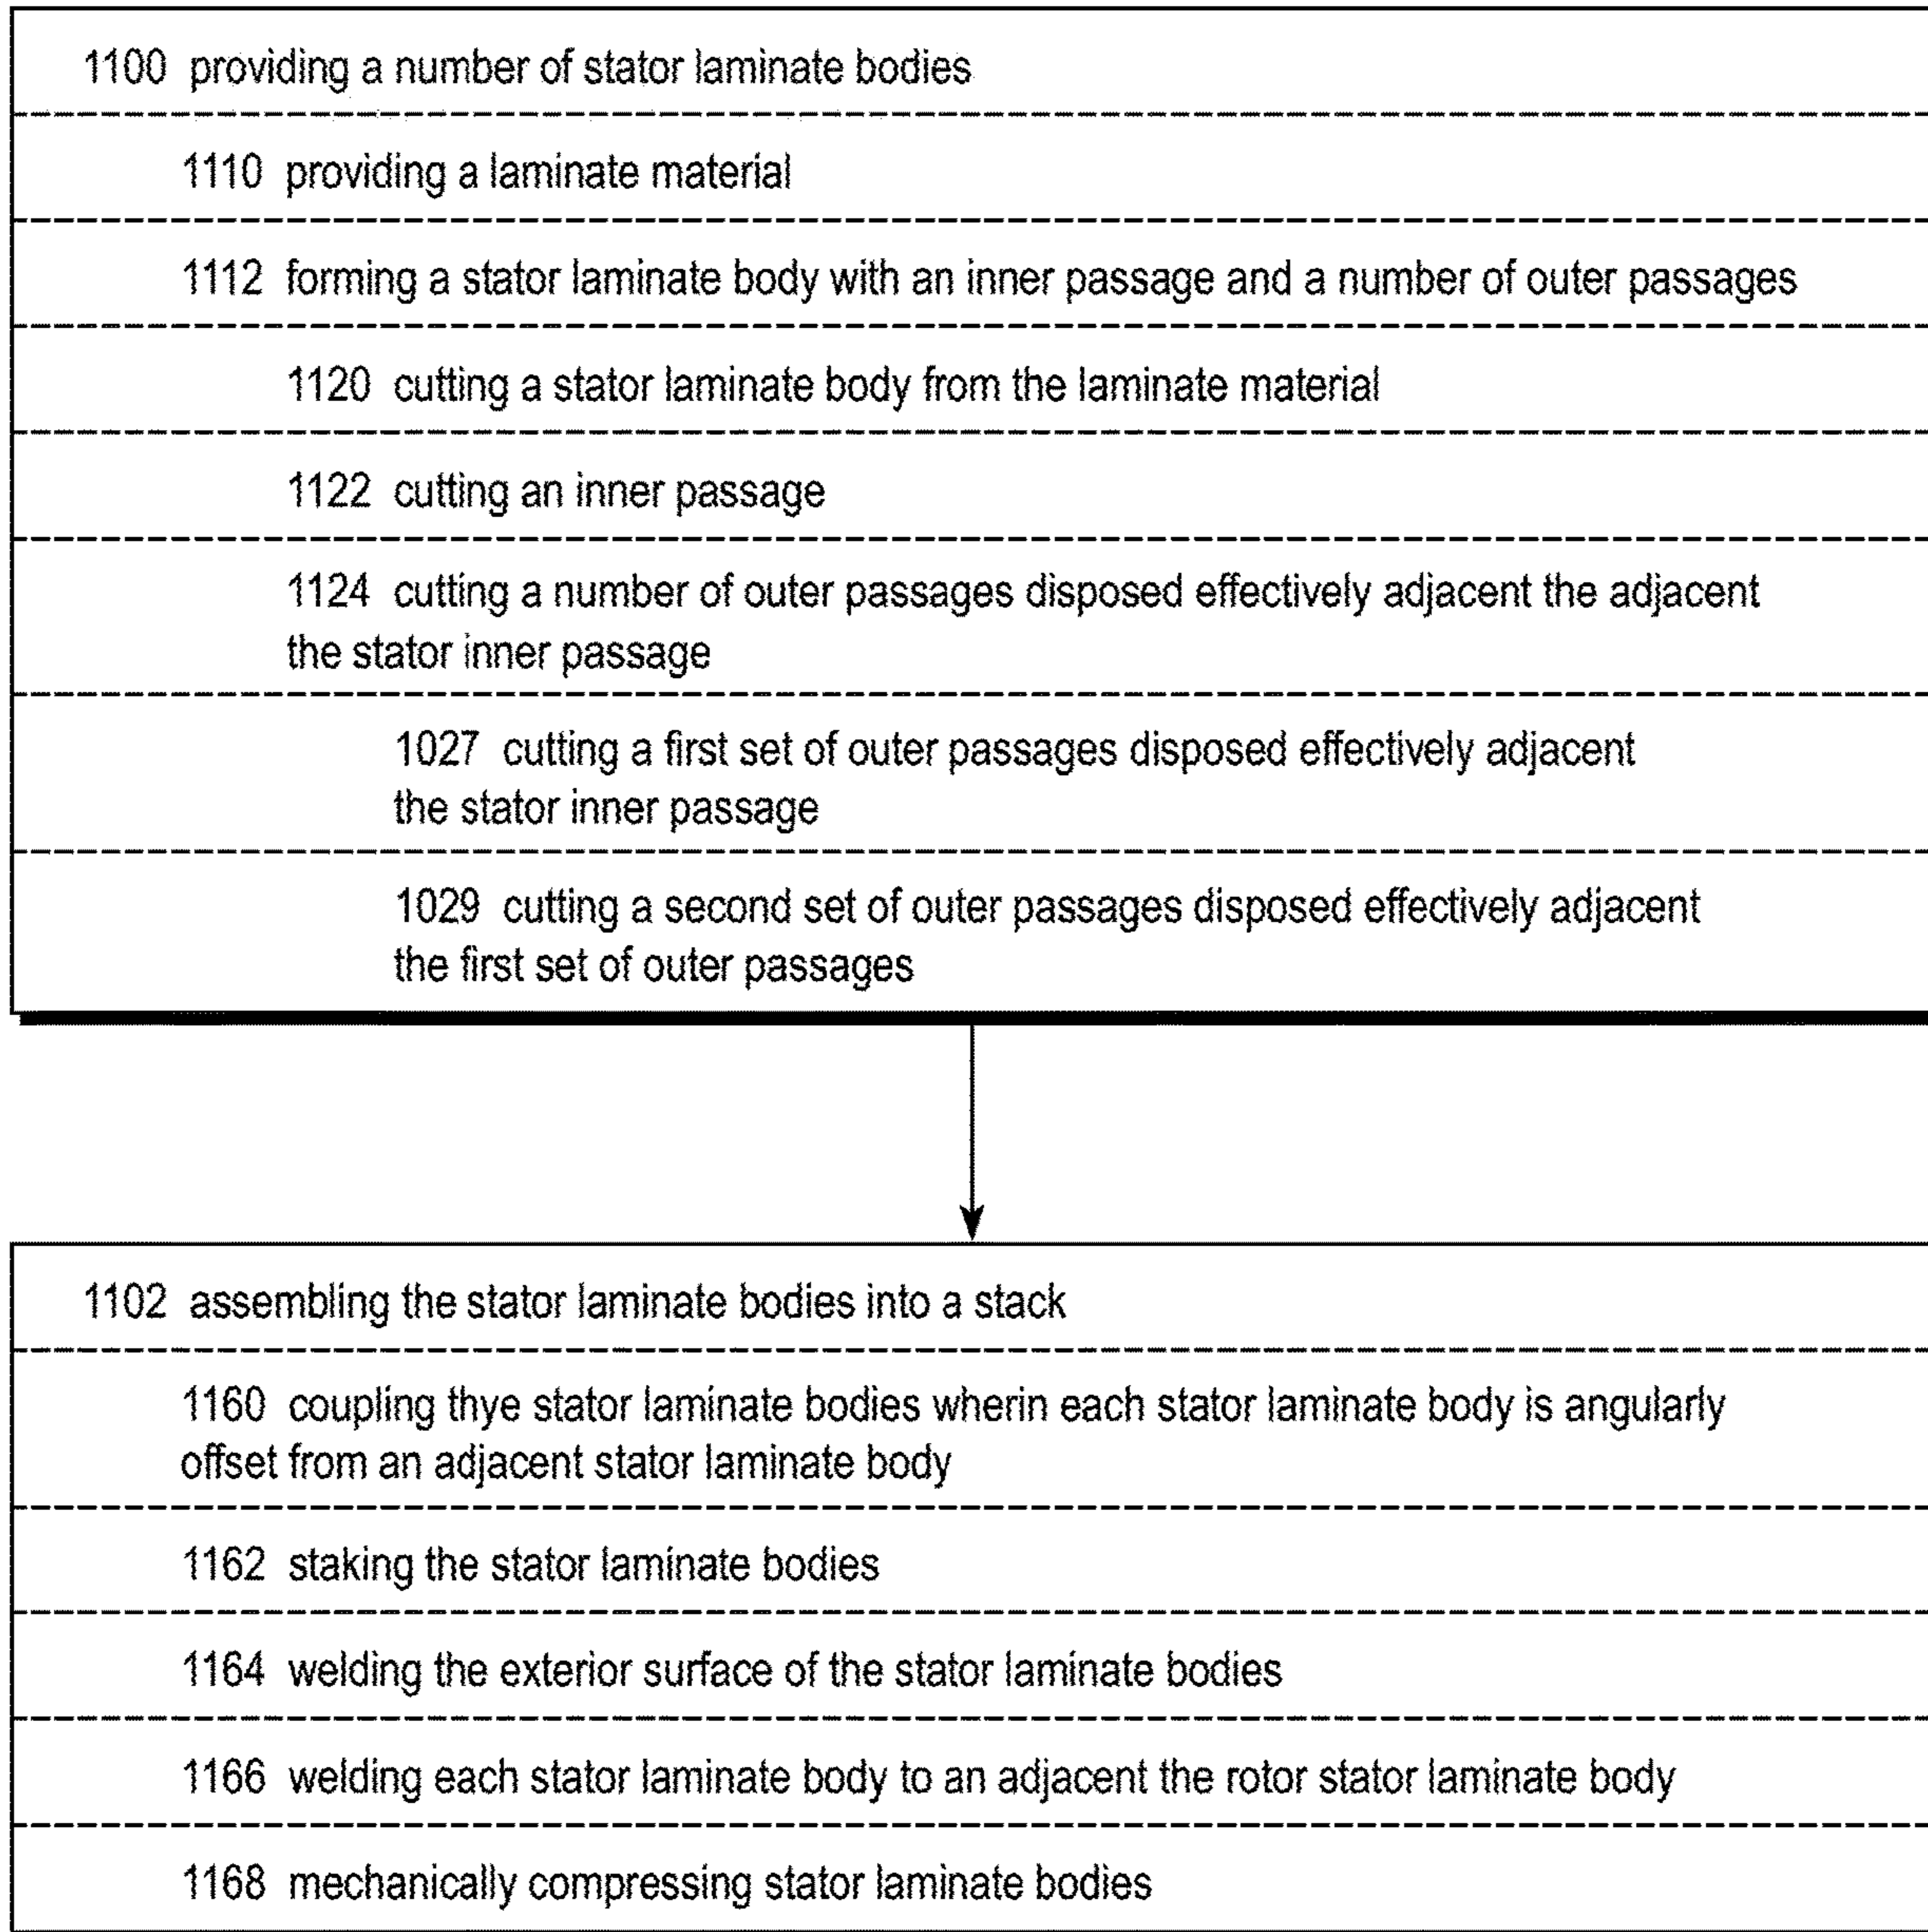 1100 providing a number of stator laminate bodies
1110 providing a laminate material
1112 forming a stator laminate body with an inner passage and a number of outer passages
1120 cutting a stator laminate body from the laminate material
1122 cutting an inner passage
1124 cutting a number of outer passages disposed effectively adjacent the adjacent
the stator inner passage
1027 cutting a first set of outer passages disposed effectively adjacent
the stator inner passage
1029 cutting a second set of outer passages disposed effectively adjacent
the first set of outer passages
1102 assembling the stator laminate bodies into a stack
1160 coupling thye stator laminate bodies wherin each stator laminate body is angularly
offset from an adjacent stator laminate body
1162 staking the stator laminate bodies
1164 welding the exterior surface of the stator laminate bodies
1166 welding each stator laminate body to an adjacent the rotor stator laminate body
1168 mechanically compressing stator laminate bodies